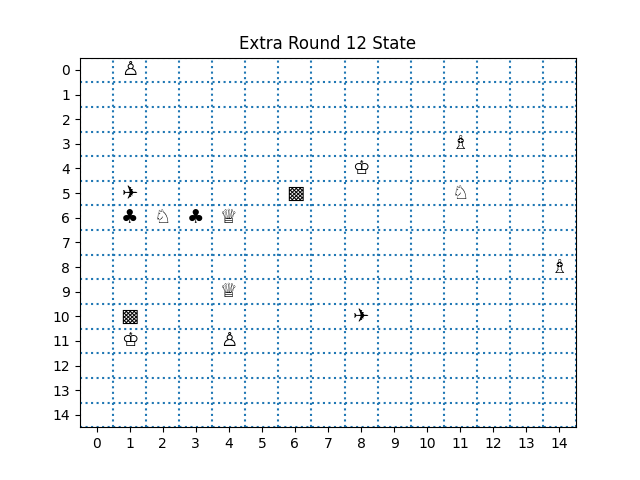 Extra Round 12 State
0 ♙
1
2
3 ♗
4 ♔
5 ✈ ▩ ♘
6 ♣ ♘ ♣ ♕
7
8 ♗
9 ♕
10 ▩ ✈
11 ♔ ♙
12
13
14
0 1 2 3 4 5 6 7 8 9 10 11 12 13 14